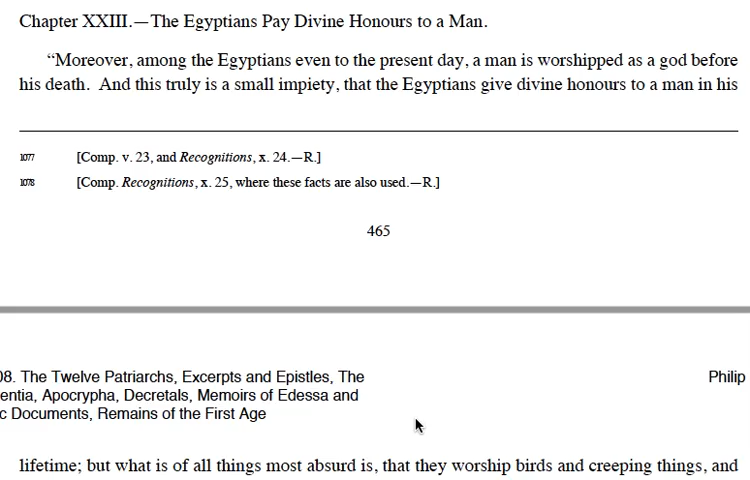 Chapter XXIII.—The Egyptians Pay Divine Honours to a Man.
“Moreover, among the Egyptians even to the present day, a man is worshipped as a god before
his death. And this truly is a small impiety, that the Egyptians give divine honours to a man in his
1077 [Comp. v. 23, and Recognitions, x. 24.—R.]
1078 [Comp. Recognitions, x. 25, where these facts are also used.—R.]
465
08. The Twelve Patriarchs, Excerpts and Epistles, The
Philip
entia, Apocrypha, Decretals, Memoirs of Edessa and
c Documents, Remains of the First Age
lifetime; but what is of all things most absurd is, that they worship birds and creeping things, and